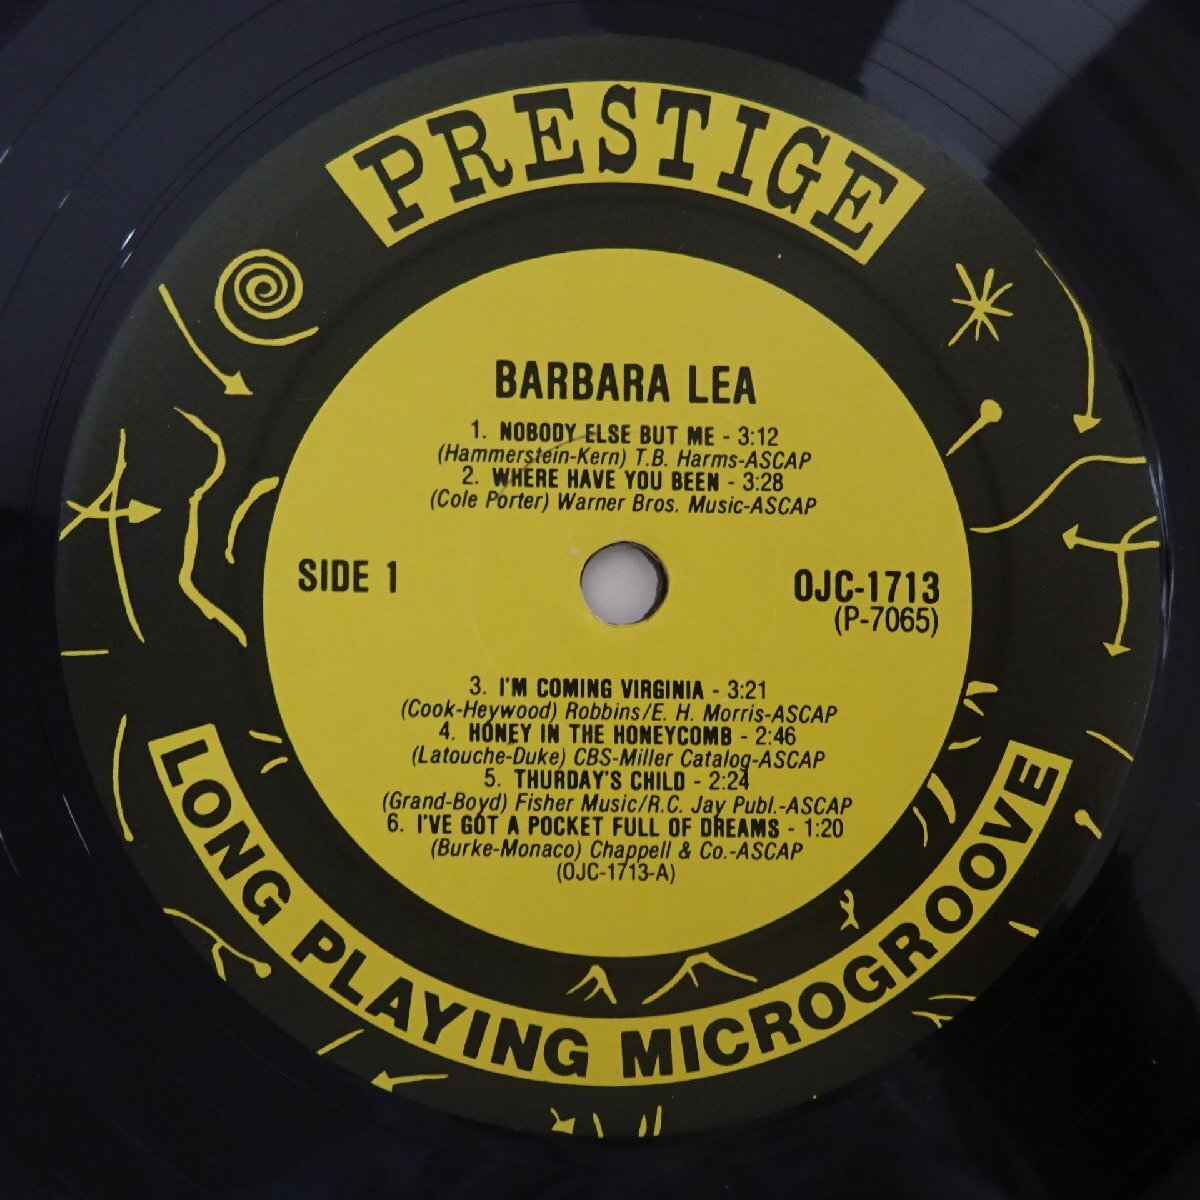 PRESTIGE
BARBARA LEA
1. NOBODY ELSE BUT ME - 3:12
(Hammerstein-Kern) T.B. Harms-ASCAP
2. WHERE HAVE YOU BEEN - 3:28
(Cole Porter) Warner Bros. Music-ASCAP
SIDE 1
OJC-1713
(P-7065)
3. I'M COMING VIRGINIA - 3:21
(Cook-Heywood) Robbins/E. H. Morris-ASCAP
4. HONEY IN THE HONEYCOMB - 2:46
(Latouche-Duke) CBS-Miller Catalog-ASCAP
5. THURDAY'S CHILD - 2:24
(Grand-Boyd) Fisher Music/R.C. Jay Publ.-ASCAP
6. I'VE GOT A POCKET FULL OF DREAMS - 1:20
(Burke-Monaco) Chappell & Co.-ASCAP
(OJC-1713-A)
LONG PLAYING MICROGROOVE